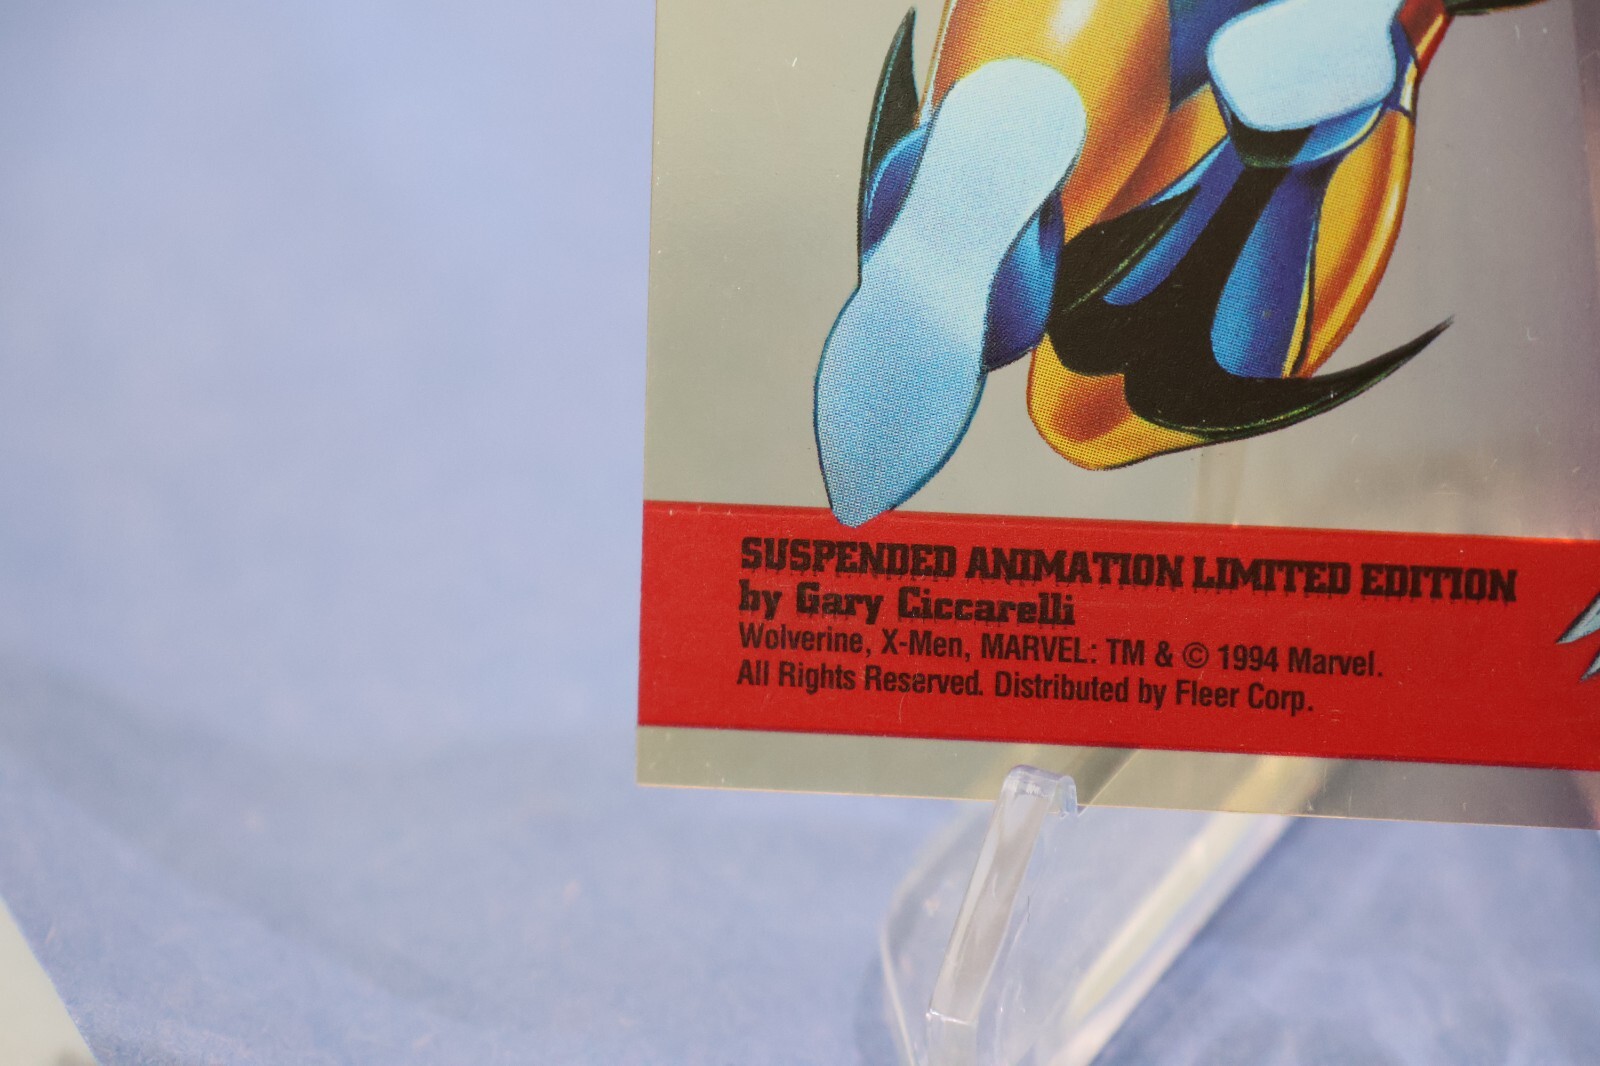 SUSPENDED ANIMATION LIMITED EDITION
by Gary Ciccarelli
Wolverine, X-Men, MARVEL: TM & © 1994 Marvel.
All Rights Reserved. Distributed by Fleer Corp.